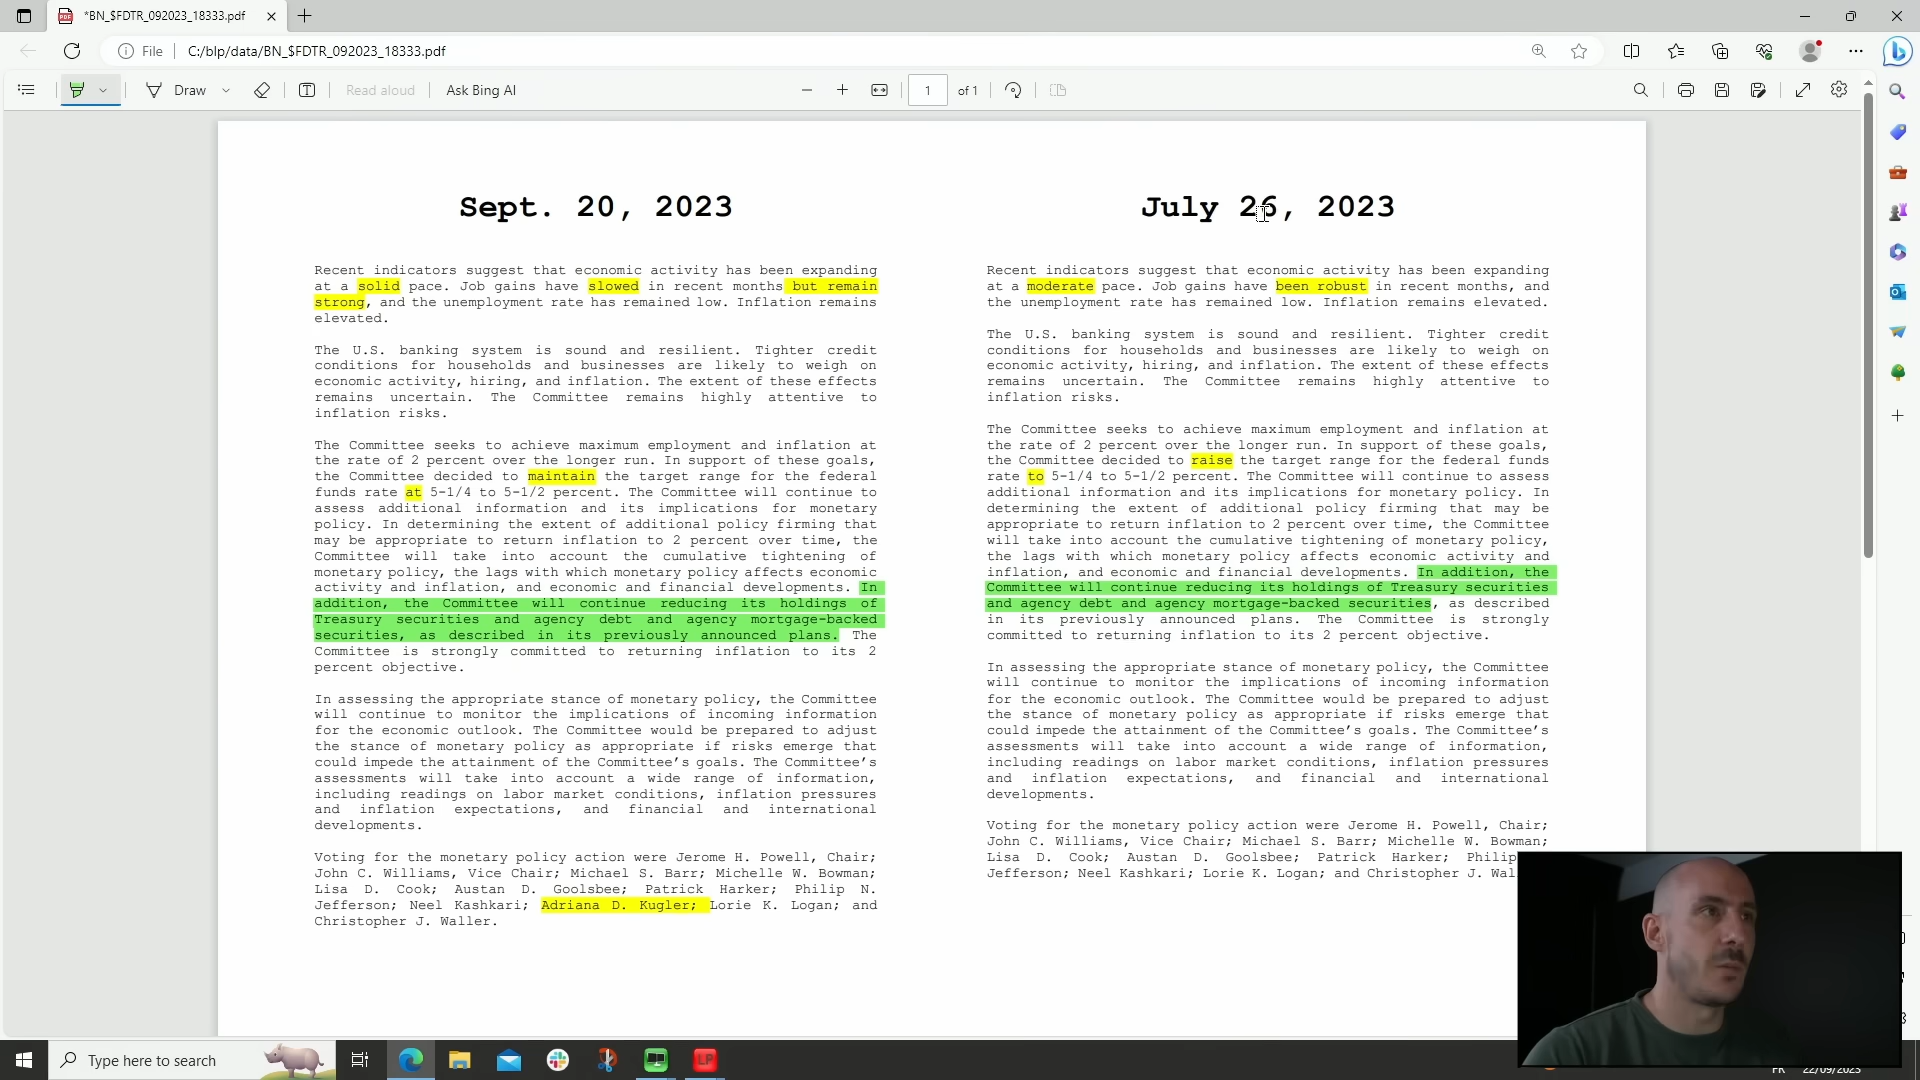 *BN_$FDTR_092023_18333.pdf
File C:/blp/data/BN_$FDTR_092023_18333.pdf
Draw Read aloud Ask Bing AI 1 of 1
Sept. 20, 2023
Recent indicators suggest that economic activity has been expanding
at a solid pace. Job gains have slowed in recent months but remain
strong, and the unemployment rate has remained low. Inflation remains
elevated.
The U.S. banking system is sound and resilient. Tighter credit
conditions for households and businesses are likely to weigh on
economic activity, hiring, and inflation. The extent of these effects
remains uncertain. The Committee remains highly attentive to
inflation risks.
The Committee seeks to achieve maximum employment and inflation at
the rate of 2 percent over the longer run. In support of these goals,
the Committee decided to maintain the target range for the federal
funds rate at 5-1/4 to 5-1/2 percent. The Committee will continue to
assess additional information and its implications for monetary
policy. In determining the extent of additional policy firming that
may be appropriate to return inflation to 2 percent over time, the
Committee will take into account the cumulative tightening of
monetary policy, the lags with which monetary policy affects economic
activity and inflation, and economic and financial developments. In
addition, the Committee will continue reducing its holdings of
Treasury securities and agency debt and agency mortgage-backed
securities, as described in its previously announced plans. The
Committee is strongly committed to returning inflation to its 2
percent objective.
In assessing the appropriate stance of monetary policy, the Committee
will continue to monitor the implications of incoming information
for the economic outlook. The Committee would be prepared to adjust
the stance of monetary policy as appropriate if risks emerge that
could impede the attainment of the Committee's goals. The Committee's
assessments will take into account a wide range of information,
including readings on labor market conditions, inflation pressures
and inflation expectations, and financial and international
developments.
Voting for the monetary policy action were Jerome H. Powell, Chair;
John C. Williams, Vice Chair; Michael S. Barr; Michelle W. Bowman;
Lisa D. Cook; Austan D. Goolsbee; Patrick Harker; Philip N.
Jefferson; Neel Kashkari; Adriana D. Kugler; Lorie K. Logan; and
Christopher J. Waller.
July 26, 2023
Recent indicators suggest that economic activity has been expanding
at a moderate pace. Job gains have been robust in recent months, and
the unemployment rate has remained low. Inflation remains elevated.
The U.S. banking system is sound and resilient. Tighter credit
conditions for households and businesses are likely to weigh on
economic activity, hiring, and inflation. The extent of these effects
remains uncertain. The Committee remains highly attentive to
inflation risks.
The Committee seeks to achieve maximum employment and inflation at
the rate of 2 percent over the longer run. In support of these goals,
the Committee decided to raise the target range for the federal funds
rate to 5-1/4 to 5-1/2 percent. The Committee will continue to assess
additional information and its implications for monetary policy. In
determining the extent of additional policy firming that may be
appropriate to return inflation to 2 percent over time, the Committee
will take into account the cumulative tightening of monetary policy,
the lags with which monetary policy affects economic activity and
inflation, and economic and financial developments. In addition, the
Committee will continue reducing its holdings of Treasury securities
and agency debt and agency mortgage-backed securities, as described
in its previously announced plans. The Committee is strongly
committed to returning inflation to its 2 percent objective.
In assessing the appropriate stance of monetary policy, the Committee
will continue to monitor the implications of incoming information
for the economic outlook. The Committee would be prepared to adjust
the stance of monetary policy as appropriate if risks emerge that
could impede the attainment of the Committee's goals. The Committee's
assessments will take into account a wide range of information,
including readings on labor market conditions, inflation pressures
and inflation expectations, and financial and international
developments.
Voting for the monetary policy action were Jerome H. Powell, Chair;
John C. Williams, Vice Chair; Michael S. Barr; Michelle W. Bowman;
Lisa D. Cook; Austan D. Goolsbee; Patrick Harker; Philip
Jefferson; Neel Kashkari; Lorie K. Logan; and Christopher J.
Type here to search
FR 22/09/2023